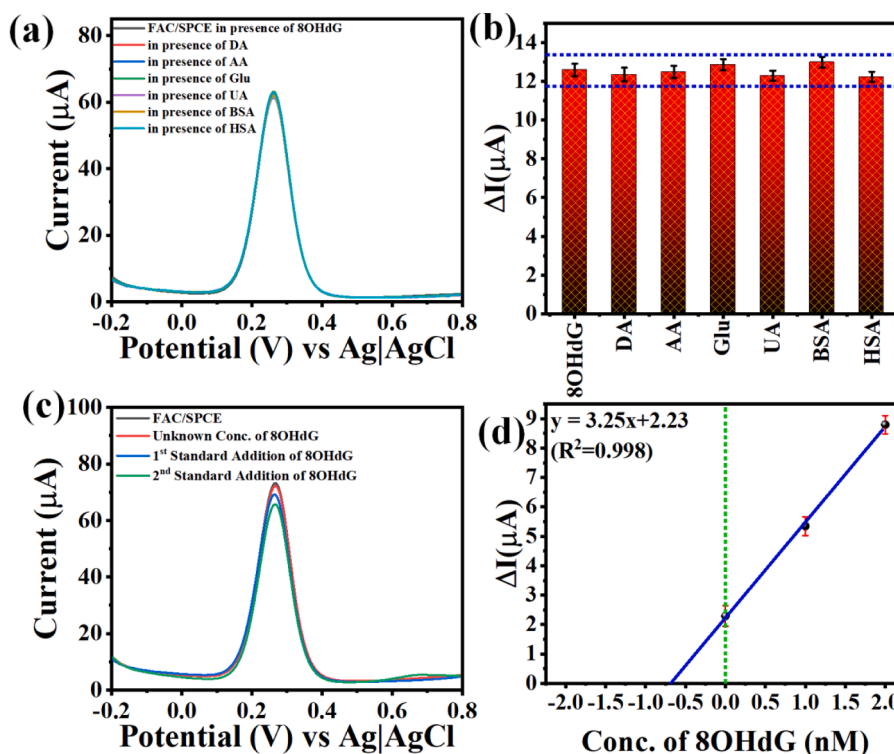 (a)
FAC/SPCE in presence of 8OHdG
in presence of DA
in presence of AA
in presence of Glu
in presence of UA
in presence of BSA
in presence of HSA
80
60
40
20
0
Current (µA)
-0.2 0.0 0.2 0.4 0.6 0.8
Potential (V) vs Ag|AgCl
(b)
14
12
10
8
6
4
2
0
ΔI(µA)
8OHdG
DA
AA
Glu
UA
BSA
HSA
(c)
FAC/SPCE
Unknown Conc. of 8OHdG
1st Standard Addition of 8OHdG
2nd Standard Addition of 8OHdG
100
80
60
40
20
0
Current (µA)
-0.2 0.0 0.2 0.4 0.6 0.8
Potential (V) vs Ag|AgCl
(d)
y = 3.25x+2.23
(R²=0.998)
9
8
7
6
5
4
3
2
1
0
ΔI(µA)
-2.0 -1.5 -1.0 -0.5 0.0 0.5 1.0 1.5 2.0
Conc. of 8OHdG (nM)